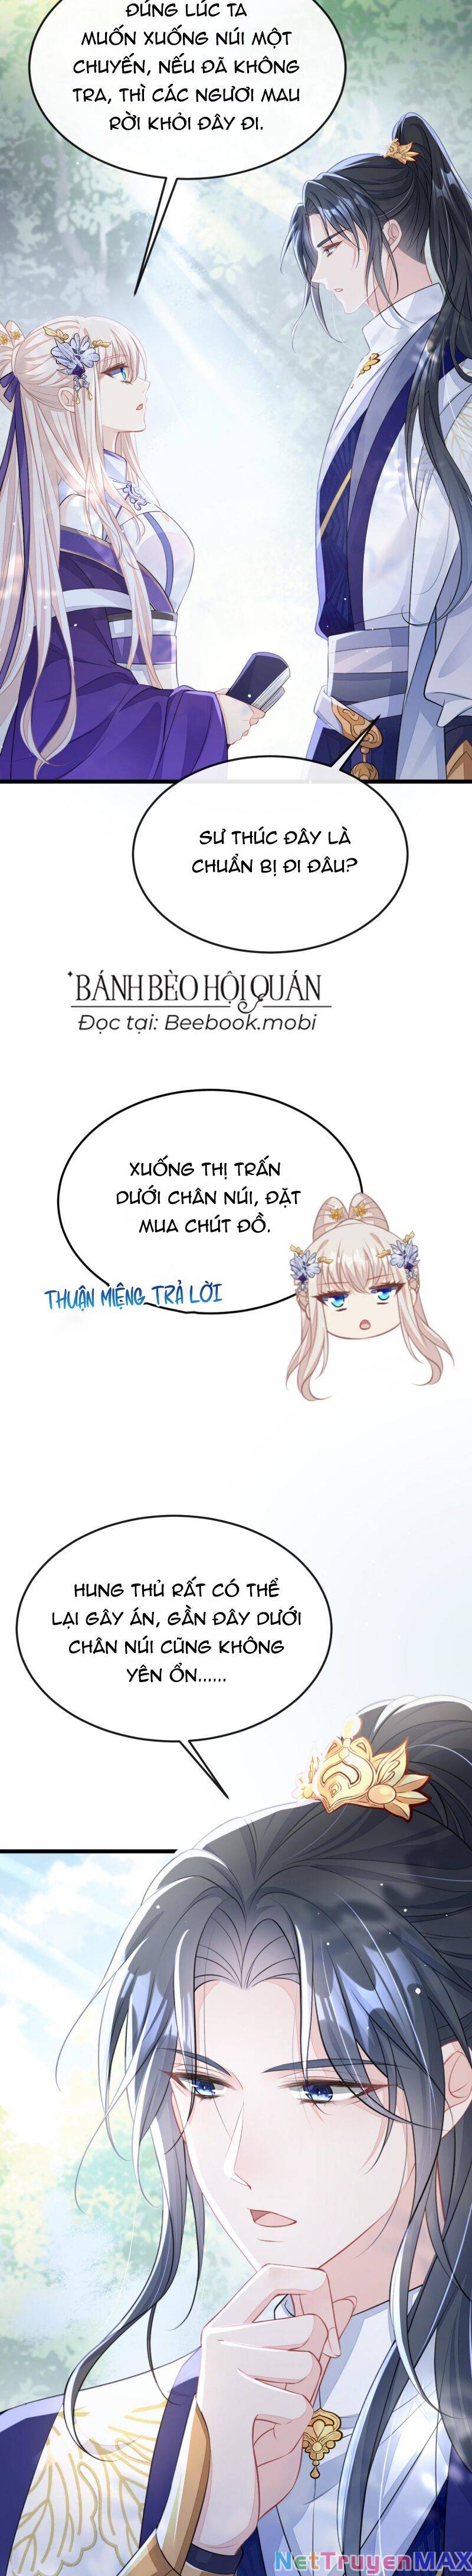 ĐÚNG LÚC TA
MUỐN XUỐNG NÚI MỘT
CHUYẾN, NẾU ĐÃ KHÔNG
TRA, THÌ CÁC NGƯƠI MAU
RỜI KHỎI ĐÂY ĐI.
SƯ THÚC ĐÂY LÀ
CHUẨN BỊ ĐI ĐÂU?
BÁNH BÈO HỘI QUÁN
Đọc tại: Beebook.mobi
XUỐNG THỊ TRẤN
DƯỚI CHÂN NÚI, ĐẶT
MUA CHÚT ĐỒ.
THUẬN MIỆNG TRẢ LỜI
HUNG THỦ RẤT CÓ THỂ
LẠI GÂY ÁN, GẦN ĐÂY DƯỚI
CHÂN NÚI CŨNG KHÔNG
YÊN ỔN......
NETTRUYENMAX